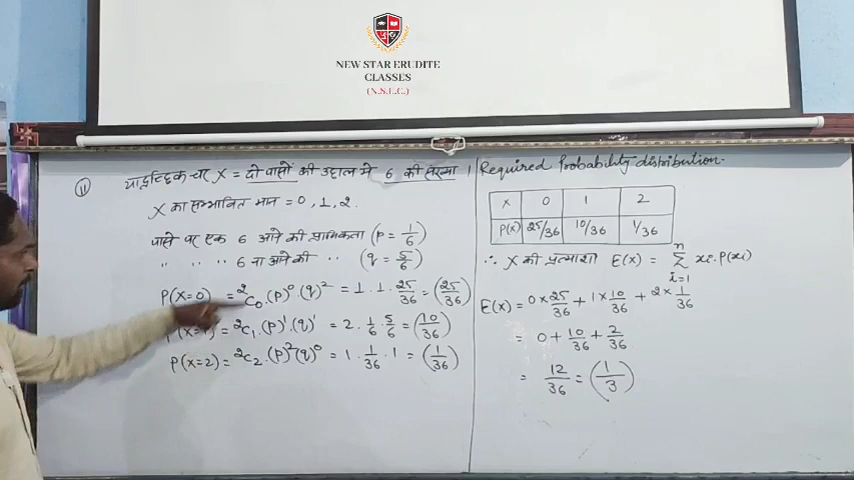 NEW STAR ERUDITE
CLASSES
(N.S.E.C.)
11 यादृच्छिक चर X = दो पासों की उछाल में 6 की संख्या ।
X का सम्भावित मान = 0, 1, 2.
पासे पर एक 6 आने की प्रायिकता (p = 1/6)
" " " 6 ना आने की " (q = 5/6)
P(X=0) = ²C₀.(p)⁰.(q)² = 1.1.25/36 = (25/36)
P(X=1) = ²C₁.(p)¹.(q)¹ = 2.1/6.5/6 = (10/36)
P(X=2) = ²C₂.(p)²(q)⁰ = 1.1/36.1 = (1/36)
Required Probability distribution.
X 0 1 2
P(X) 25/36 10/36 1/36
∴ X की प्रत्याशा E(X) = Σⁿᵢ₌₁ xi.P(xi)
E(X) = 0×25/36 + 1×10/36 + 2×1/36
= 0 + 10/36 + 2/36
= 12/36 = (1/3)